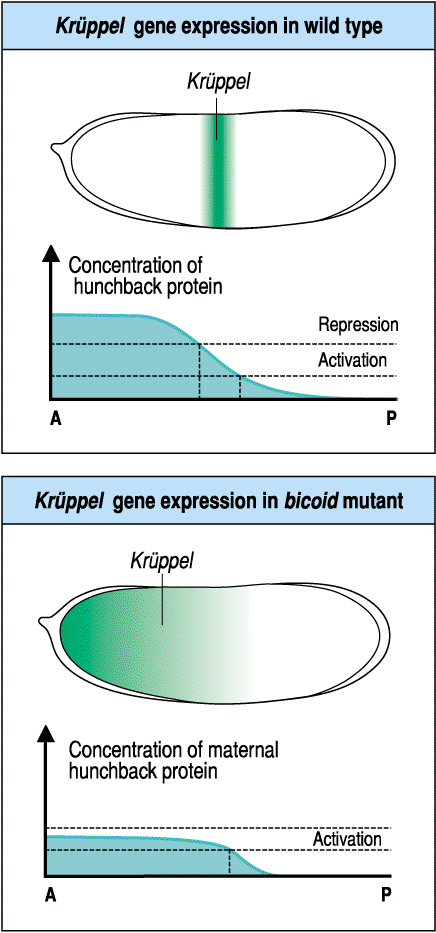 Krüppel gene expression in wild type
Krüppel
Concentration of
hunchback protein
Repression
Activation
A
P
Krüppel gene expression in bicoid mutant
Krüppel
Concentration of maternal
hunchback protein
Activation
A
P